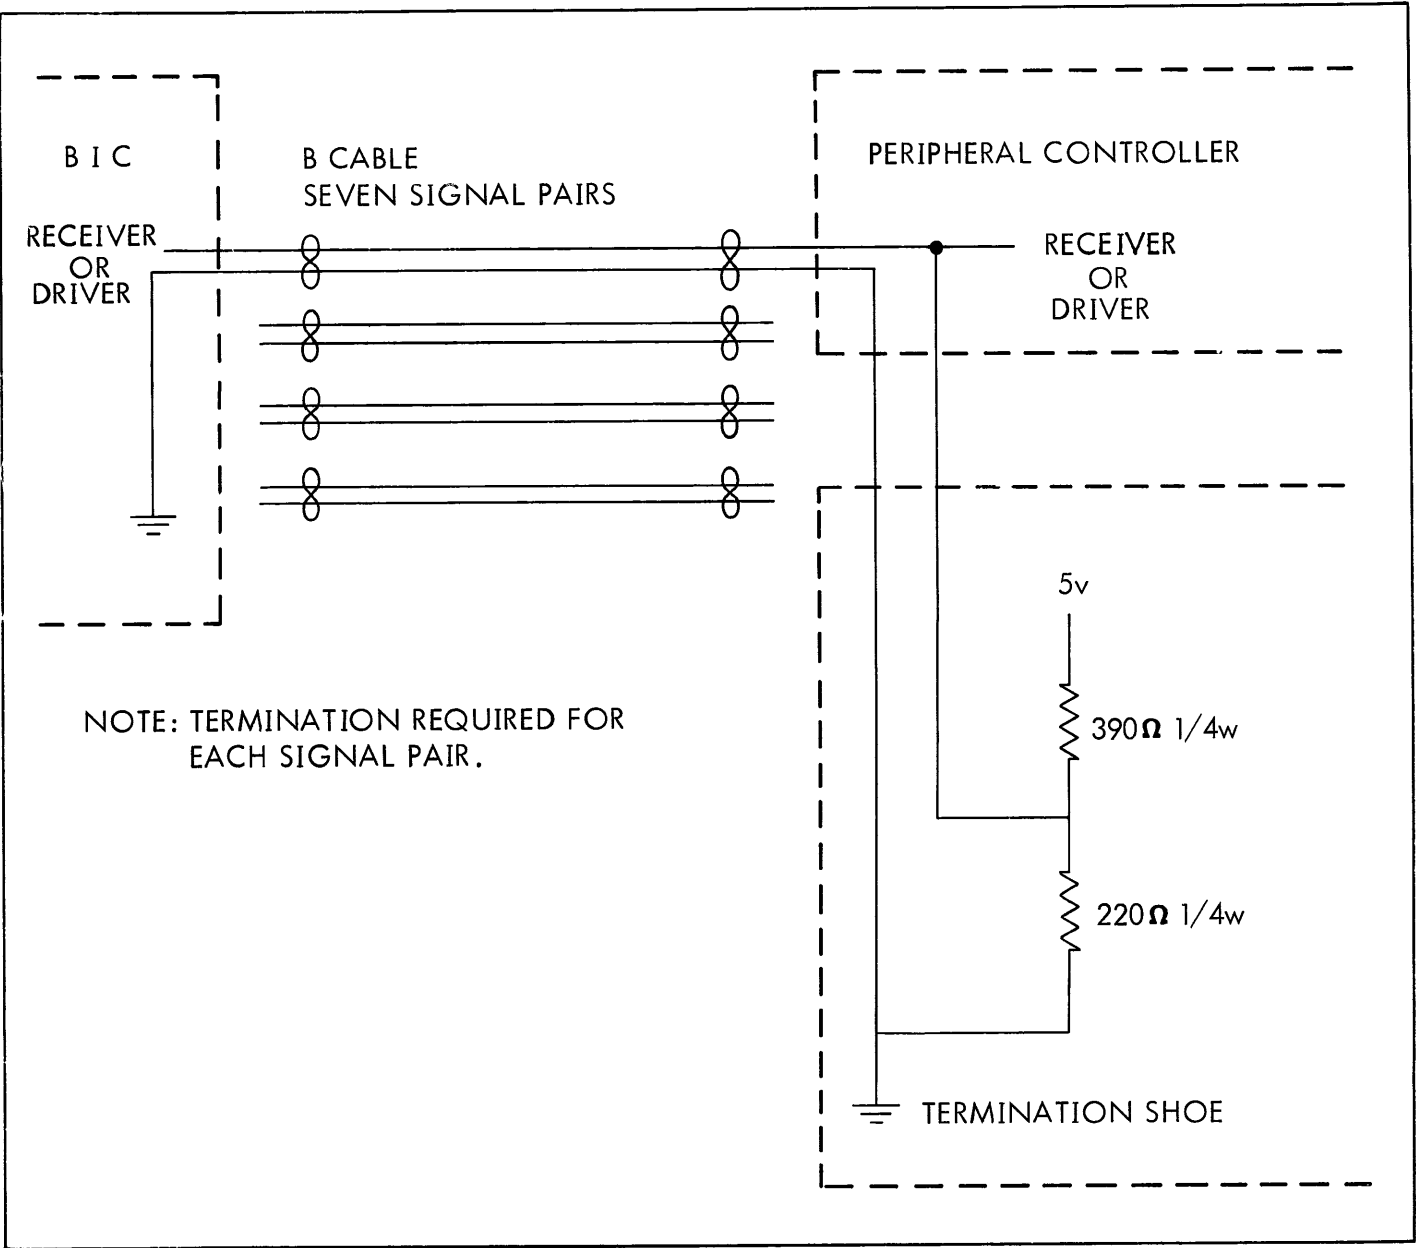 B I C
B CABLE
SEVEN SIGNAL PAIRS
PERIPHERAL CONTROLLER
RECEIVER
OR
DRIVER
RECEIVER
OR
DRIVER
5v
390Ω 1/4w
NOTE: TERMINATION REQUIRED FOR
EACH SIGNAL PAIR.
220Ω 1/4w
TERMINATION SHOE